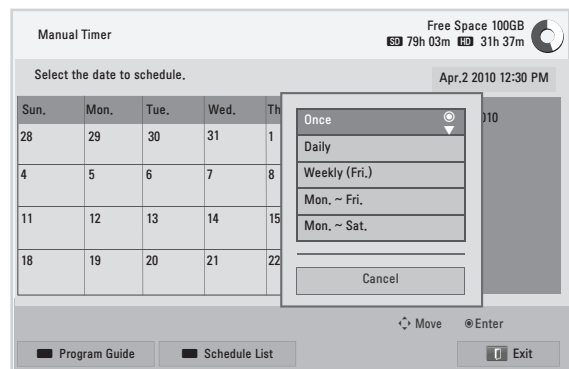 Manual Timer
Free Space 100GB
SD 79h 03m HD 31h 37m
Select the date to schedule.
Apr.2 2010 12:30 PM
Sun. Mon. Tue. Wed. Th
28 29 30 31 1
4 5 6 7 8
11 12 13 14 15
18 19 20 21 22
010
Once
Daily
Weekly (Fri.)
Mon. ~ Fri.
Mon. ~ Sat.
Cancel
Move Enter
Program Guide Schedule List Exit